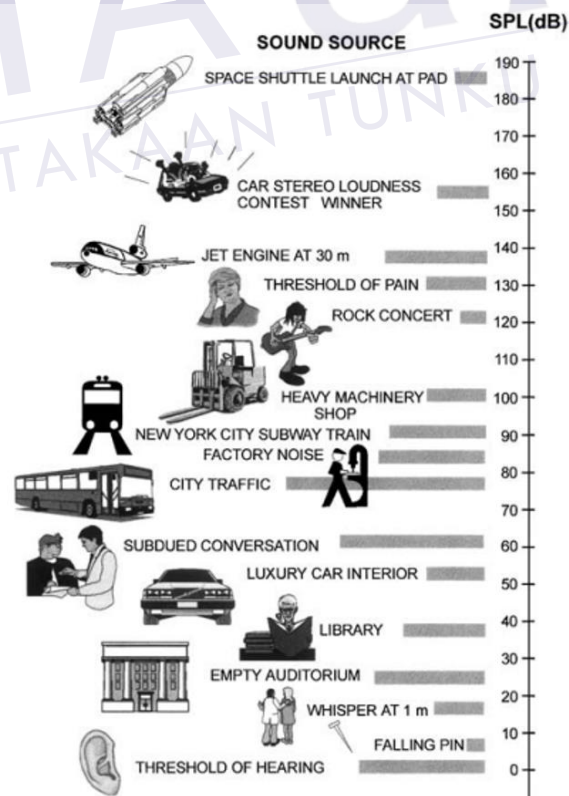 SPL(dB)
SOUND SOURCE
190
SPACE SHUTTLE LAUNCH AT PAD
180
TAKAAN TUNKU
170
160
CAR STEREO LOUDNESS
CONTEST WINNER
150
140
JET ENGINE AT 30 m
THRESHOLD OF PAIN
130
ROCK CONCERT
120
110
HEAVY MACHINERY
SHOP
100
NEW YORK CITY SUBWAY TRAIN
90
FACTORY NOISE
80
CITY TRAFFIC
70
SUBDUED CONVERSATION
60
LUXURY CAR INTERIOR
50
LIBRARY
40
30
EMPTY AUDITORIUM
20
WHISPER AT 1 m
10
FALLING PIN
THRESHOLD OF HEARING
0